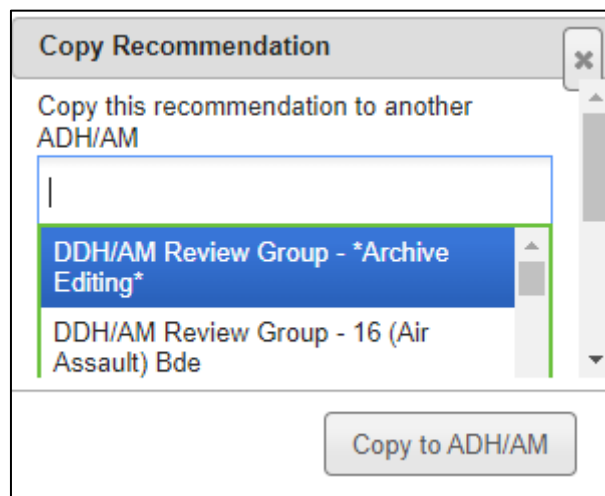 Copy Recommendation
Copy this recommendation to another
ADH/AM
DDH/AM Review Group - *Archive
Editing*
DDH/AM Review Group - 16 (Air
Assault) Bde
Copy to ADH/AM